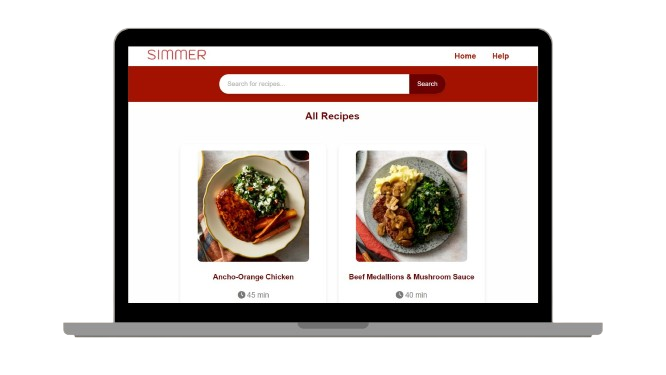 SIMMER
Home Help
Search for recipes...
Search
All Recipes
Ancho-Orange Chicken
Beef Medallions & Mushroom Sauce
45 min
40 min